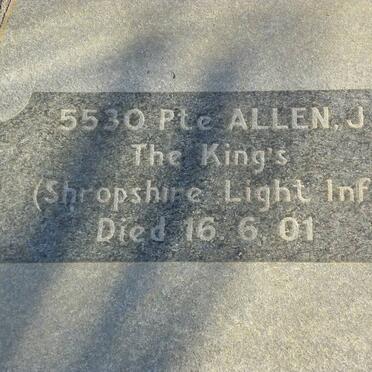 5530 Pte ALLEN. J
The King's
(Shropshire Light Inf
Died 16. 6. 01